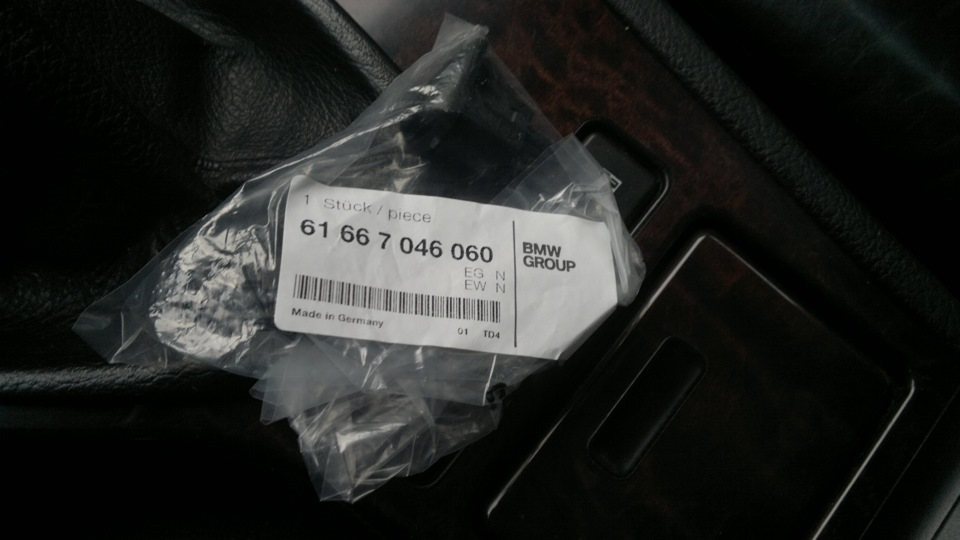 1 Stück / piece
61 66 7 046 060
EG N
EW N
Made in Germany
01 TD4
BMW
GROUP